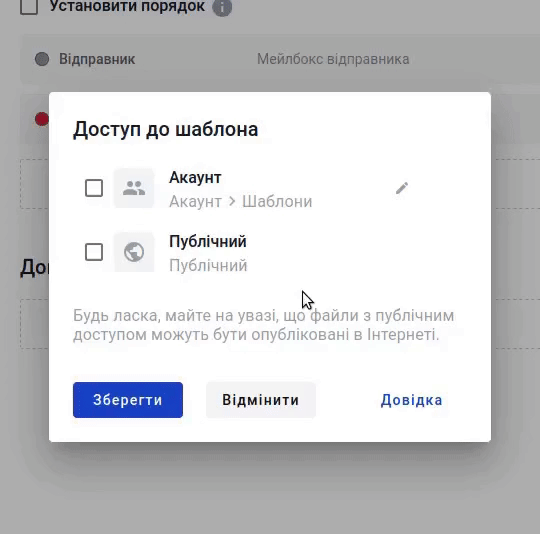 Установити порядок
Відправник
Мейлбокс відправника
Доступ до шаблона
Акаунт
Акаунт > Шаблони
Публічний
Публічний
Будь ласка, майте на увазі, що файли з публічним
доступом можуть бути опубліковані в Інтернеті.
Зберегти
Відмінити
Довідка